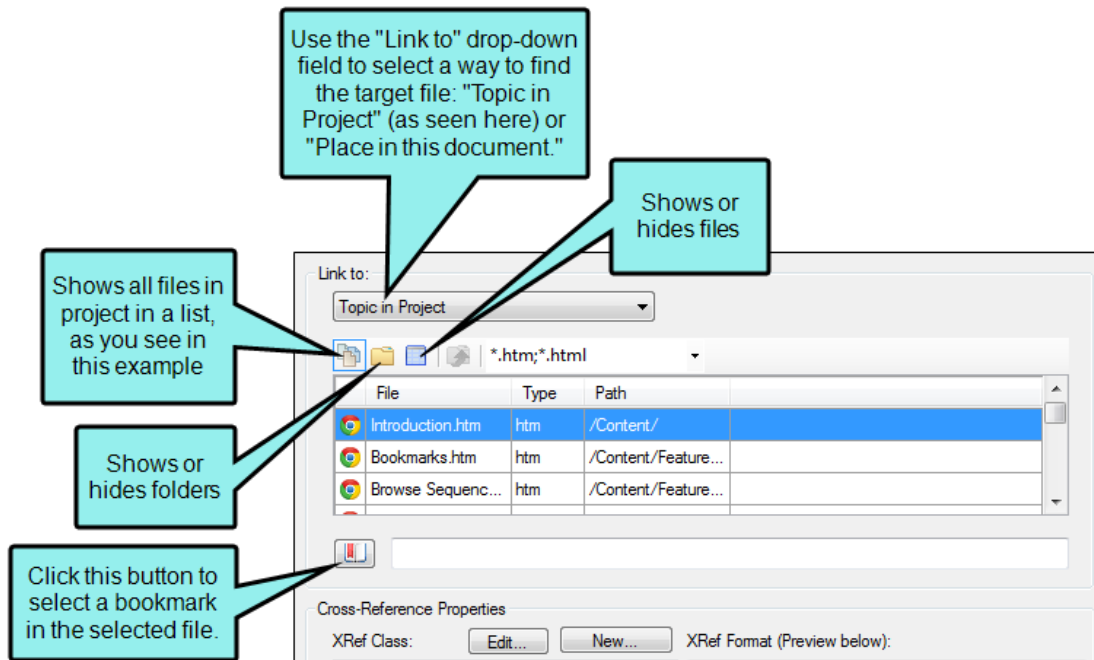 Use the "Link to" drop-down
field to select a way to find
the target file: "Topic in
Project" (as seen here) or
"Place in this document."
Shows or
hides files
Shows all files in
project in a list,
as you see in
this example
Shows or
hides folders
Click this button to
select a bookmark
in the selected file.
Link to:
Topic in Project
*.htm;*.html
File Type Path
Introduction.htm htm /Content/
Bookmarks.htm htm /Content/Feature...
Browse Sequenc... htm /Content/Feature...
Cross-Reference Properties
XRef Class: Edit... New... XRef Format (Preview below):